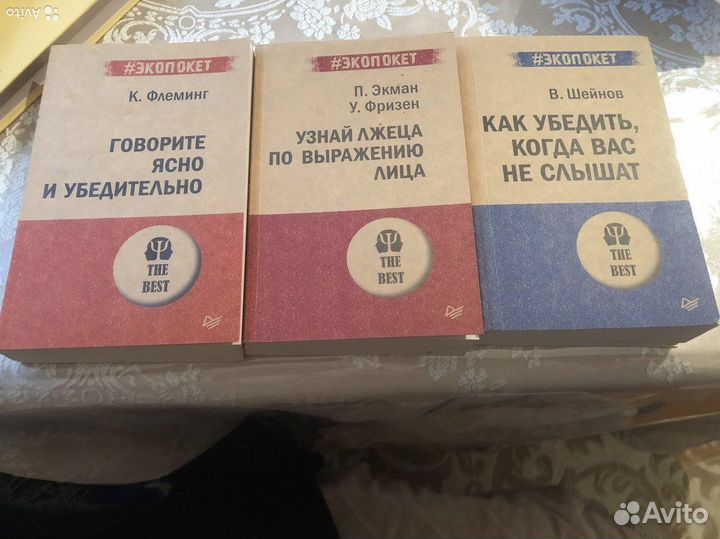 Avito
#ЭКОПОКЕТ
К. Флеминг
ГОВОРИТЕ
ЯСНО
И УБЕДИТЕЛЬНО
THE
BEST
#ЭКОПОКЕТ
П. Экман
У. Фризен
УЗНАЙ ЛЖЕЦА
ПО ВЫРАЖЕНИЮ
ЛИЦА
THE
BEST
#ЭКОПОКЕТ
В. Шейнов
КАК УБЕДИТЬ,
КОГДА ВАС
НЕ СЛЫШАТ
THE
BEST
Avito